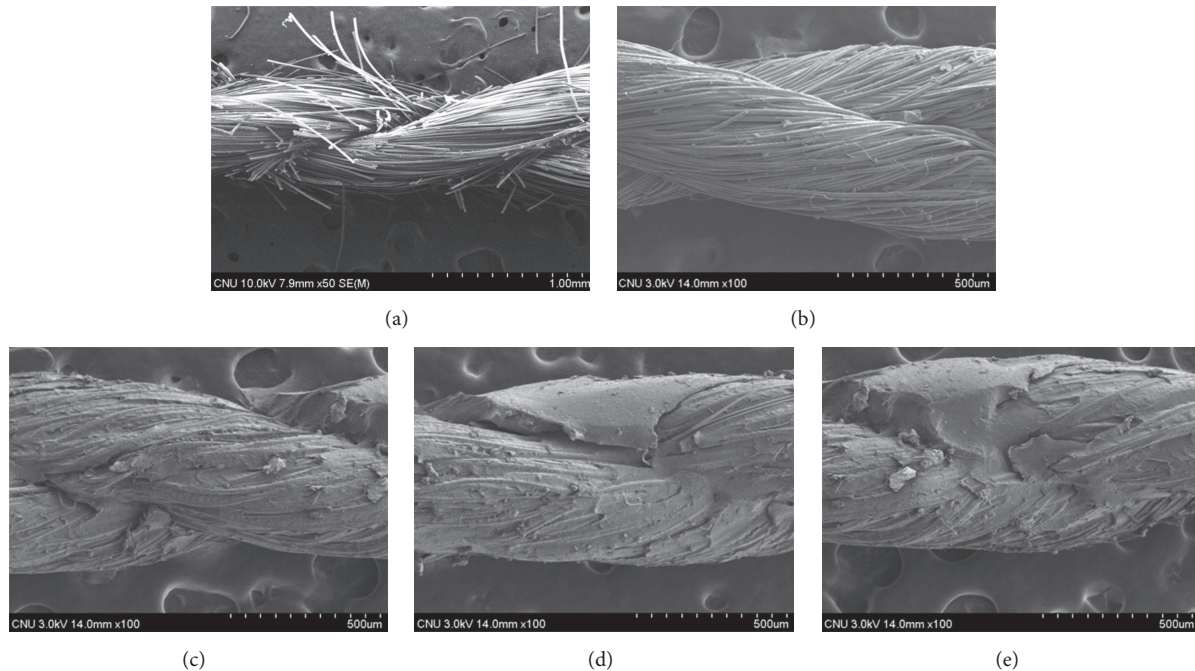 CNU 10.0kV 7.9mm x50 SE(M) 1.00mm
CNU 3.0kV 14.0mm x100 500um
(a)
(b)
CNU 3.0kV 14.0mm x100 500um
CNU 3.0kV 14.0mm x100 500um
CNU 3.0kV 14.0mm x100 500um
(c)
(d)
(e)